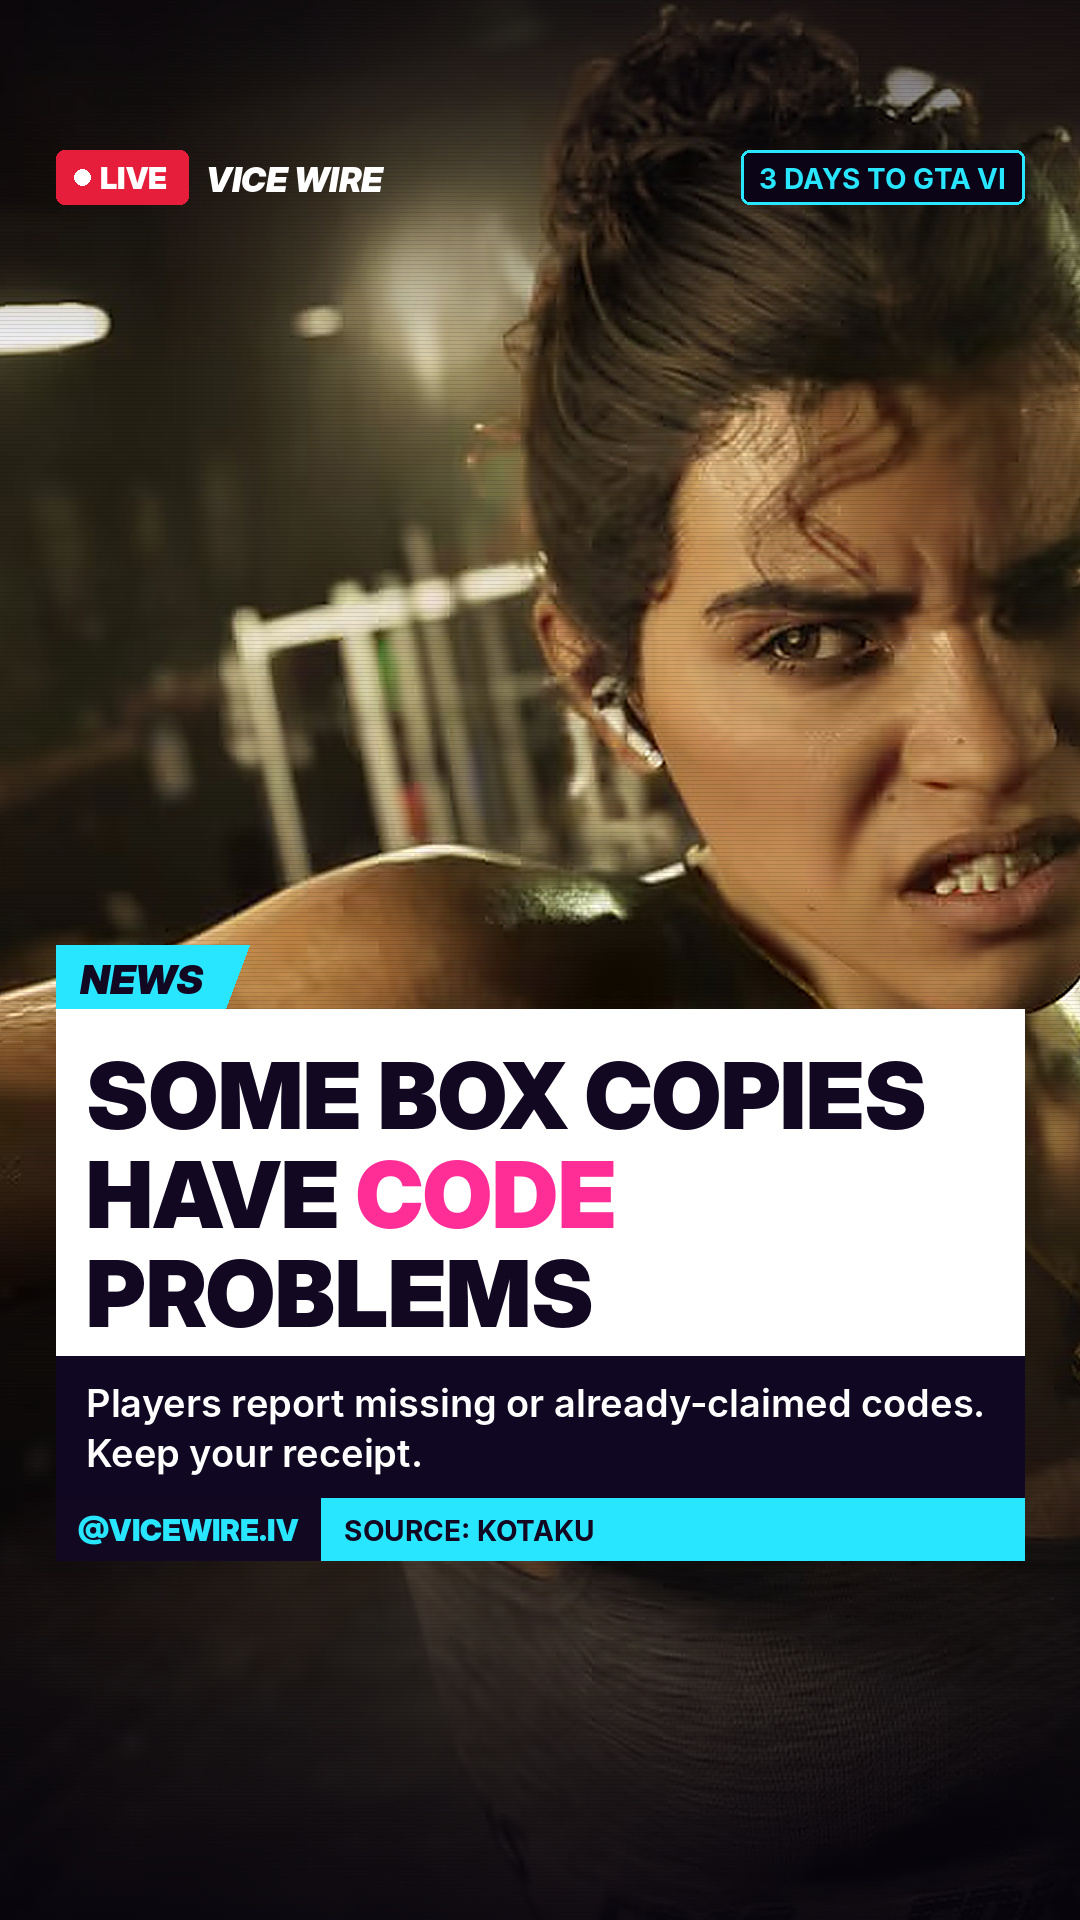 LIVE
VICE WIRE
3 DAYS TO GTA VI
NEWS
SOME BOX COPIES
HAVE CODE
PROBLEMS
Players report missing or already-claimed codes.
Keep your receipt.
@VICEWIRE.IV
SOURCE: KOTAKU